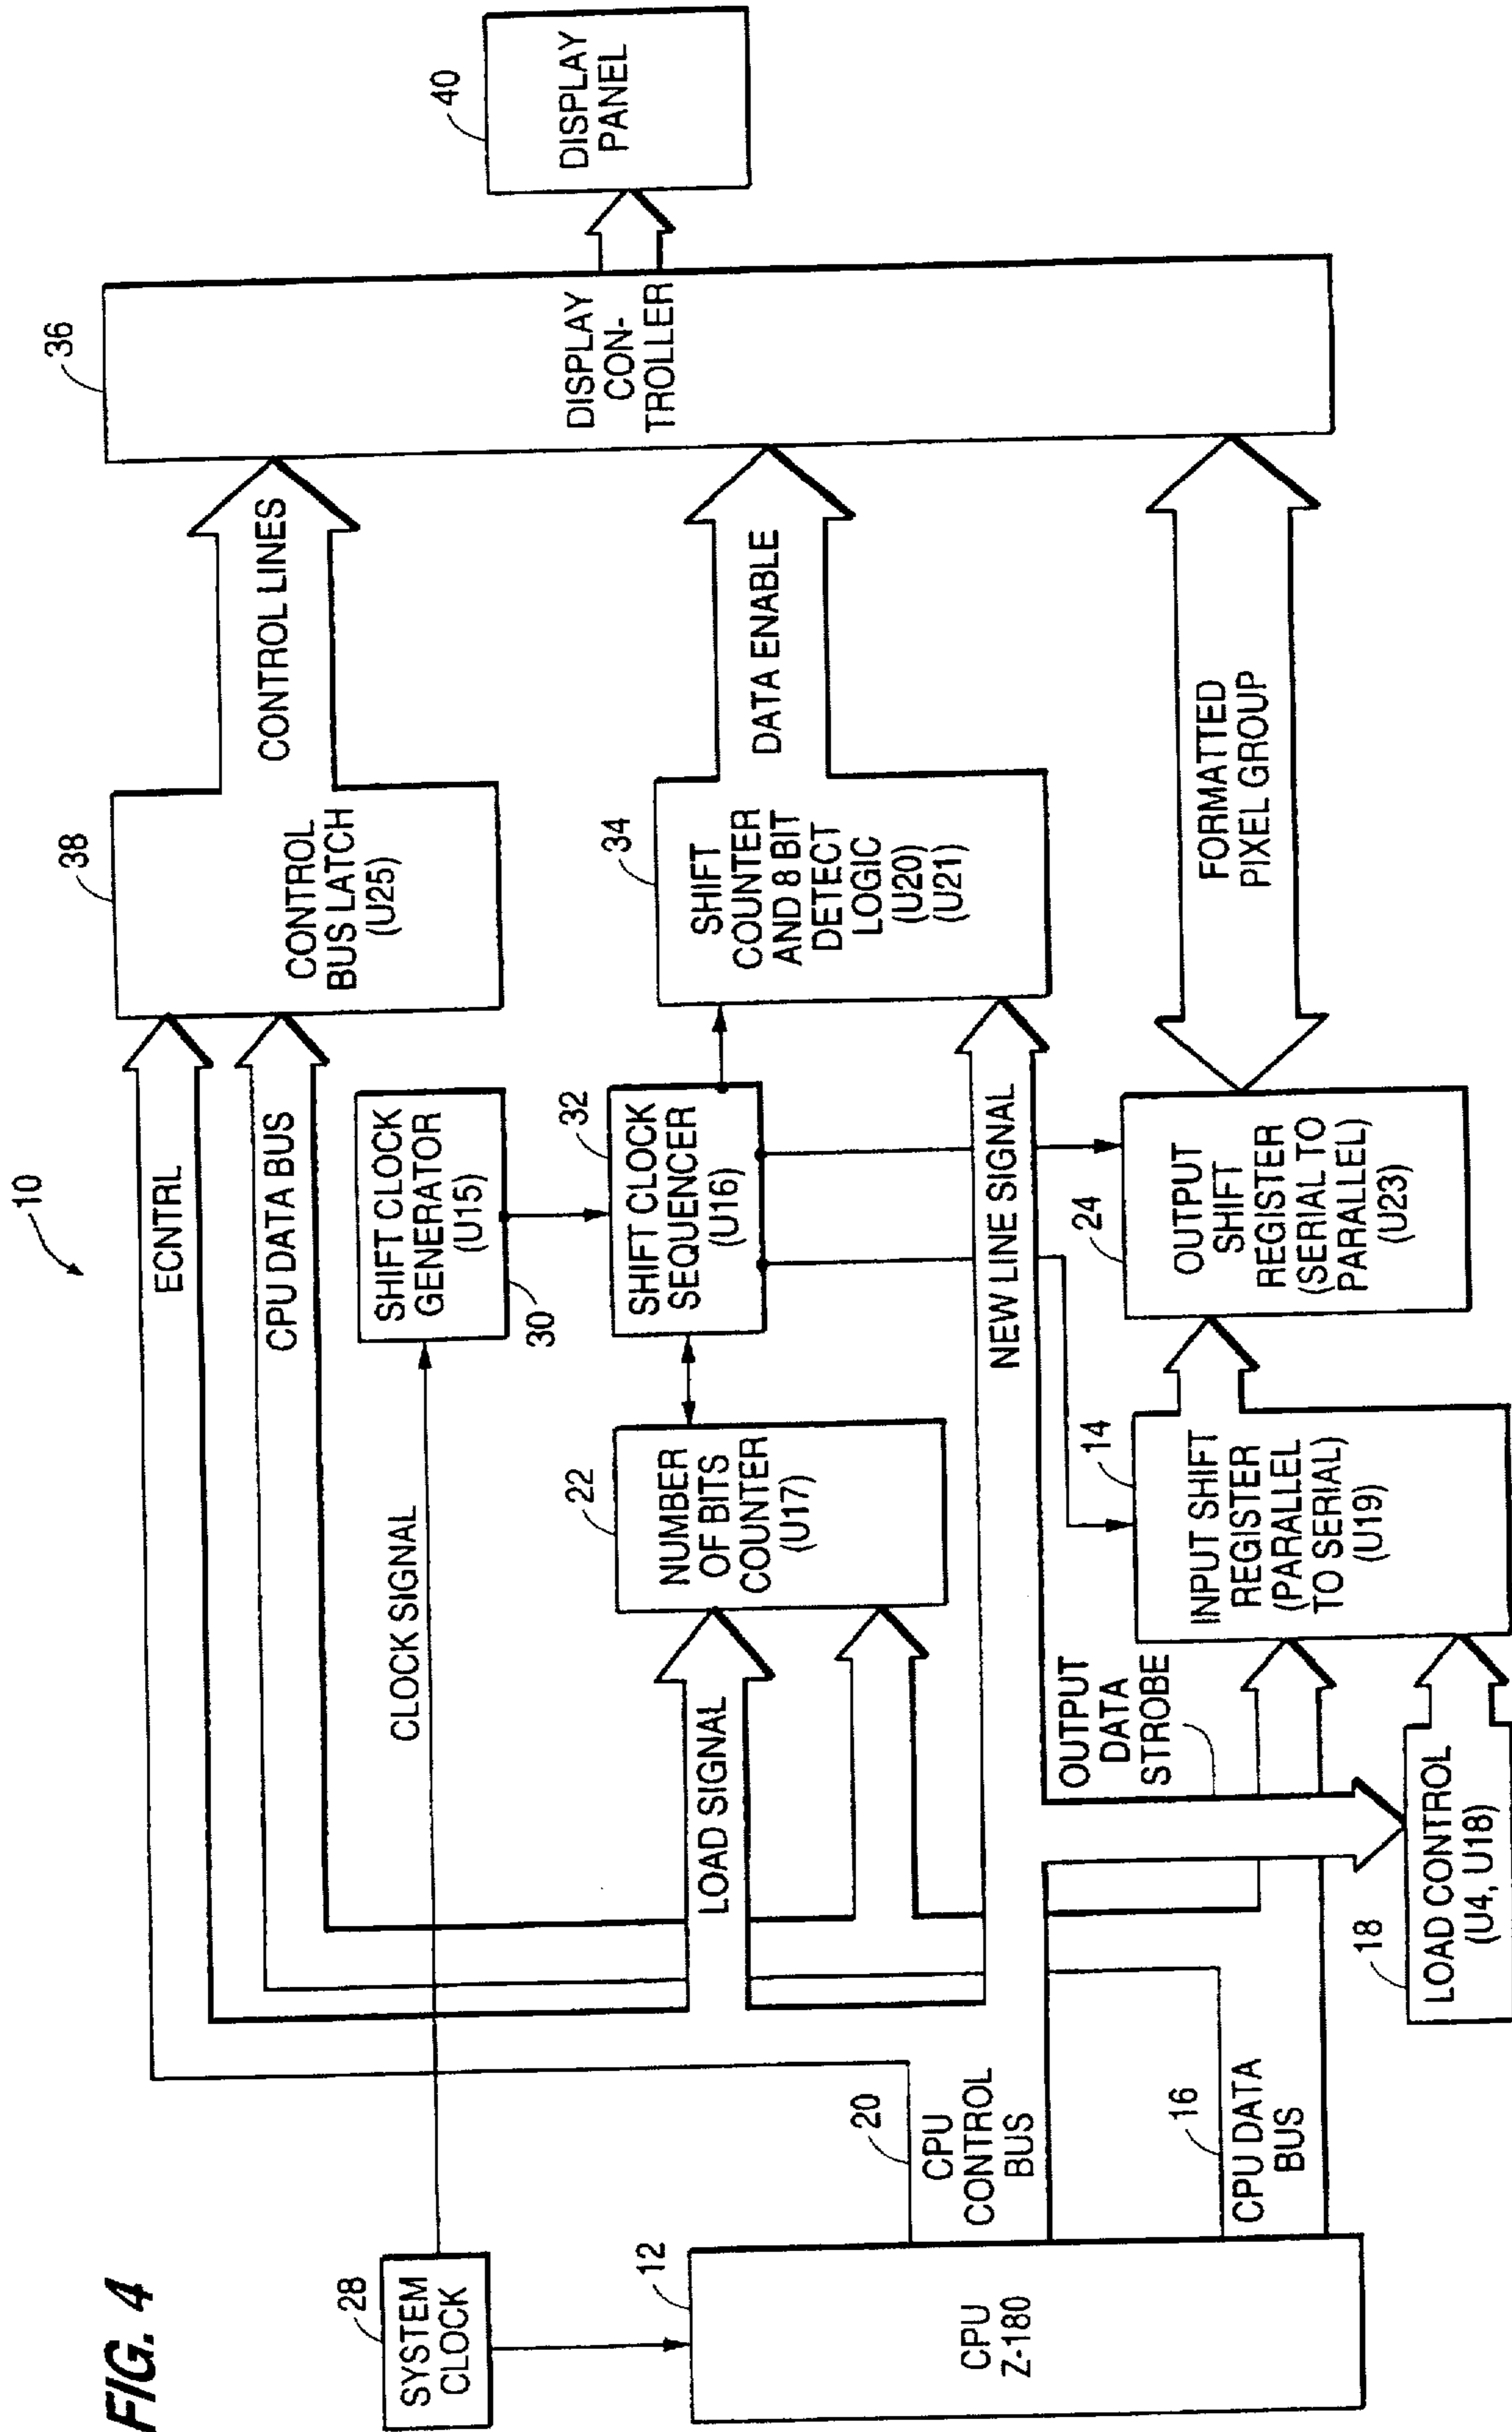 FIG. 4
10
28
SYSTEM
CLOCK
12
CPU
Z-180
20
CPU
CONTROL
BUS
16
CPU DATA
BUS
ECNTRL
CPU DATA BUS
CLOCK SIGNAL
LOAD SIGNAL
NEW LINE SIGNAL
OUTPUT
DATA
STROBE
18
LOAD CONTROL
(U4, U18)
22
NUMBER
OF BITS
COUNTER
(U17)
14
INPUT SHIFT
REGISTER
(PARALLEL
TO SERIAL)
(U19)
SHIFT CLOCK
GENERATOR
(U15)
30
32
SHIFT CLOCK
SEQUENCER
(U16)
24
OUTPUT
SHIFT
REGISTER
(SERIAL TO
PARALLEL)
(U23)
38
CONTROL
BUS LATCH
(U25)
34
SHIFT
COUNTER
AND 8 BIT
DETECT
LOGIC
(U20)
(U21)
CONTROL LINES
DATA ENABLE
FORMATTED
PIXEL GROUP
36
DISPLAY
CON-
TROLLER
40
DISPLAY
PANEL